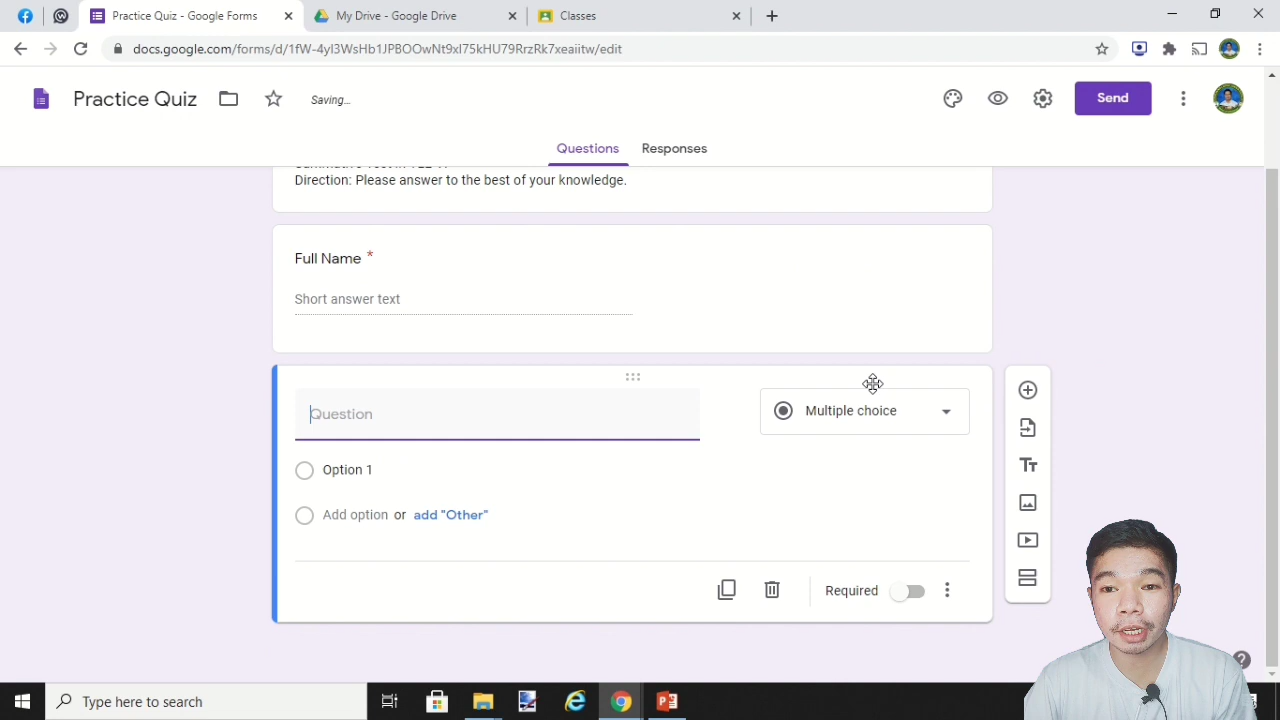 Practice Quiz - Google Forms
My Drive - Google Drive
Classes
docs.google.com/forms/d/1fW-4yl3WsHb1JPBOOwNt9xl75kHU79RrzRk7xeaiitw/edit
Practice Quiz
Saving...
Send
Questions
Responses
Direction: Please answer to the best of your knowledge.
Full Name *
Short answer text
Question
Multiple choice
Option 1
Add option or add "Other"
Required
Type here to search